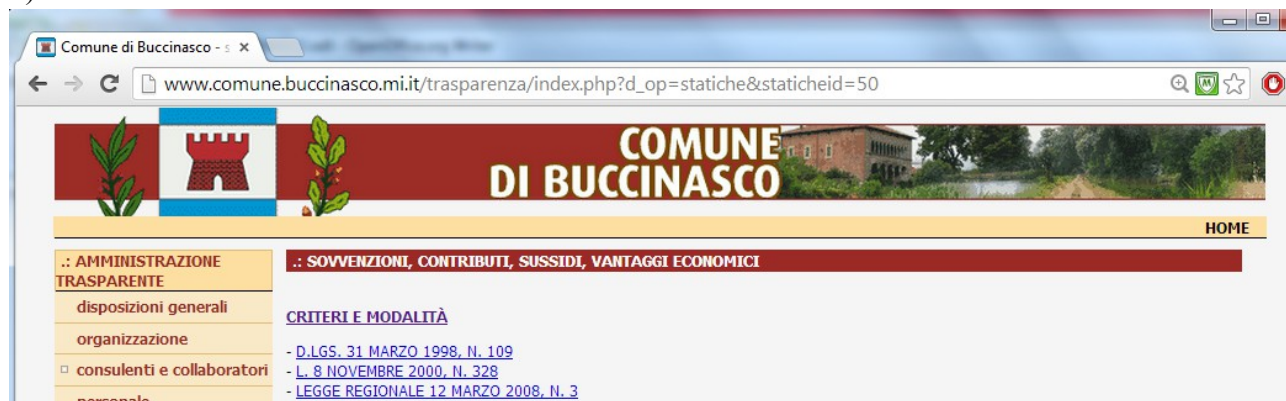 Comune di Buccinasco - s
www.comune.buccinasco.mi.it/trasparenza/index.php?d_op=statiche&staticheid=50
COMUNE
DI BUCCINASCO
HOME
.: AMMINISTRAZIONE
TRASPARENTE
disposizioni generali
organizzazione
consulenti e collaboratori
personale
.: SOVVENZIONI, CONTRIBUTI, SUSSIDI, VANTAGGI ECONOMICI
CRITERI E MODALITÀ
- D.LGS. 31 MARZO 1998, N. 109
- L. 8 NOVEMBRE 2000, N. 328
- LEGGE REGIONALE 12 MARZO 2008, N. 3